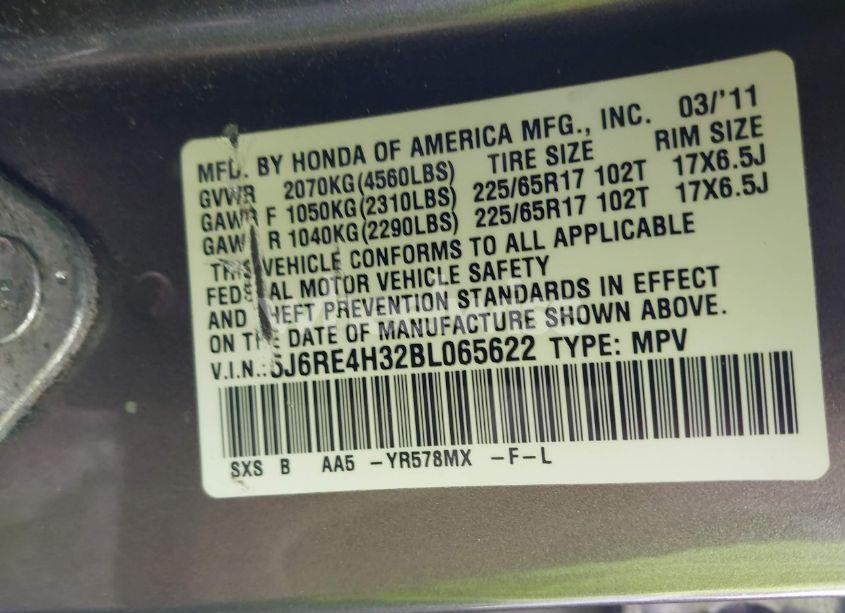 MFD. BY HONDA OF AMERICA MFG., INC. 03/'11
GVWR 2070KG(4560LBS) TIRE SIZE RIM SIZE
GAWR F 1050KG(2310LBS) 225/65R17 102T 17X6.5J
GAWR R 1040KG(2290LBS) 225/65R17 102T 17X6.5J
THIS VEHICLE CONFORMS TO ALL APPLICABLE
FEDERAL MOTOR VEHICLE SAFETY
AND THEFT PREVENTION STANDARDS IN EFFECT
ON THE DATE OF MANUFACTURE SHOWN ABOVE.
V.I.N.:5J6RE4H32BL065622 TYPE: MPV
SXS B AA5 -YR578MX -F-L